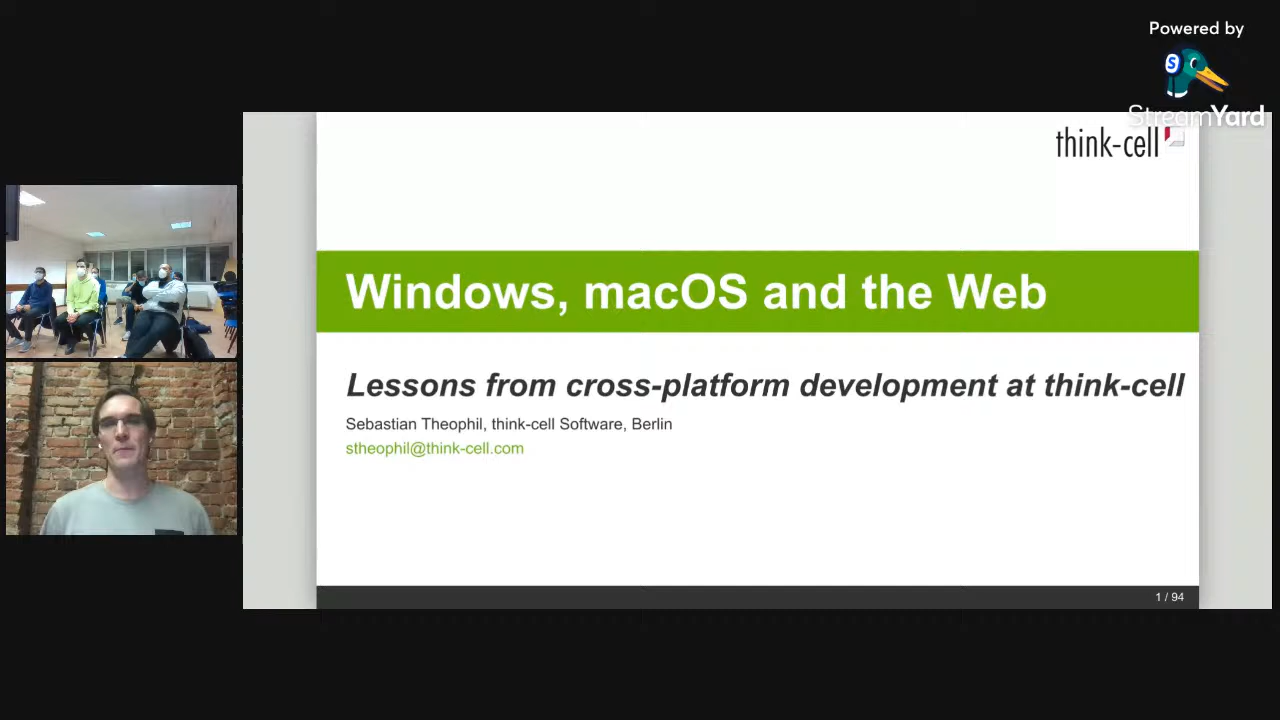 Powered by
S
StreamYard
think-cell
Windows, macOS and the Web
Lessons from cross-platform development at think-cell
Sebastian Theophil, think-cell Software, Berlin
stheophil@think-cell.com
1 / 94